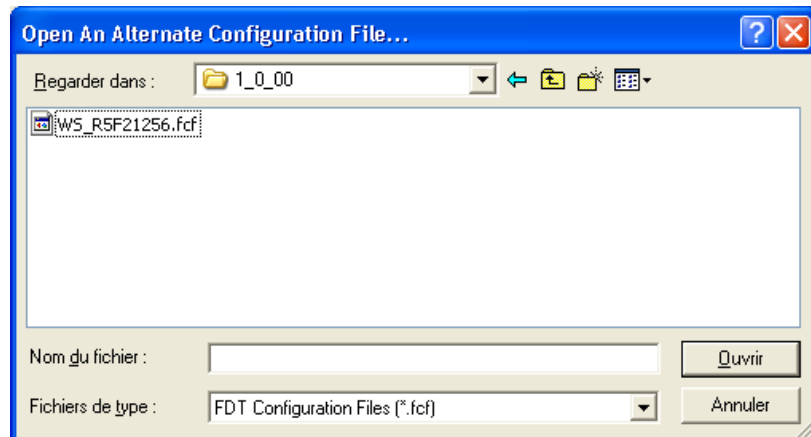 Open An Alternate Configuration File...
Regarder dans : 1_0_00
WS_R5F21256.fcf
Nom du fichier : Ouvrir
Fichiers de type : FDT Configuration Files (*.fcf) Annuler